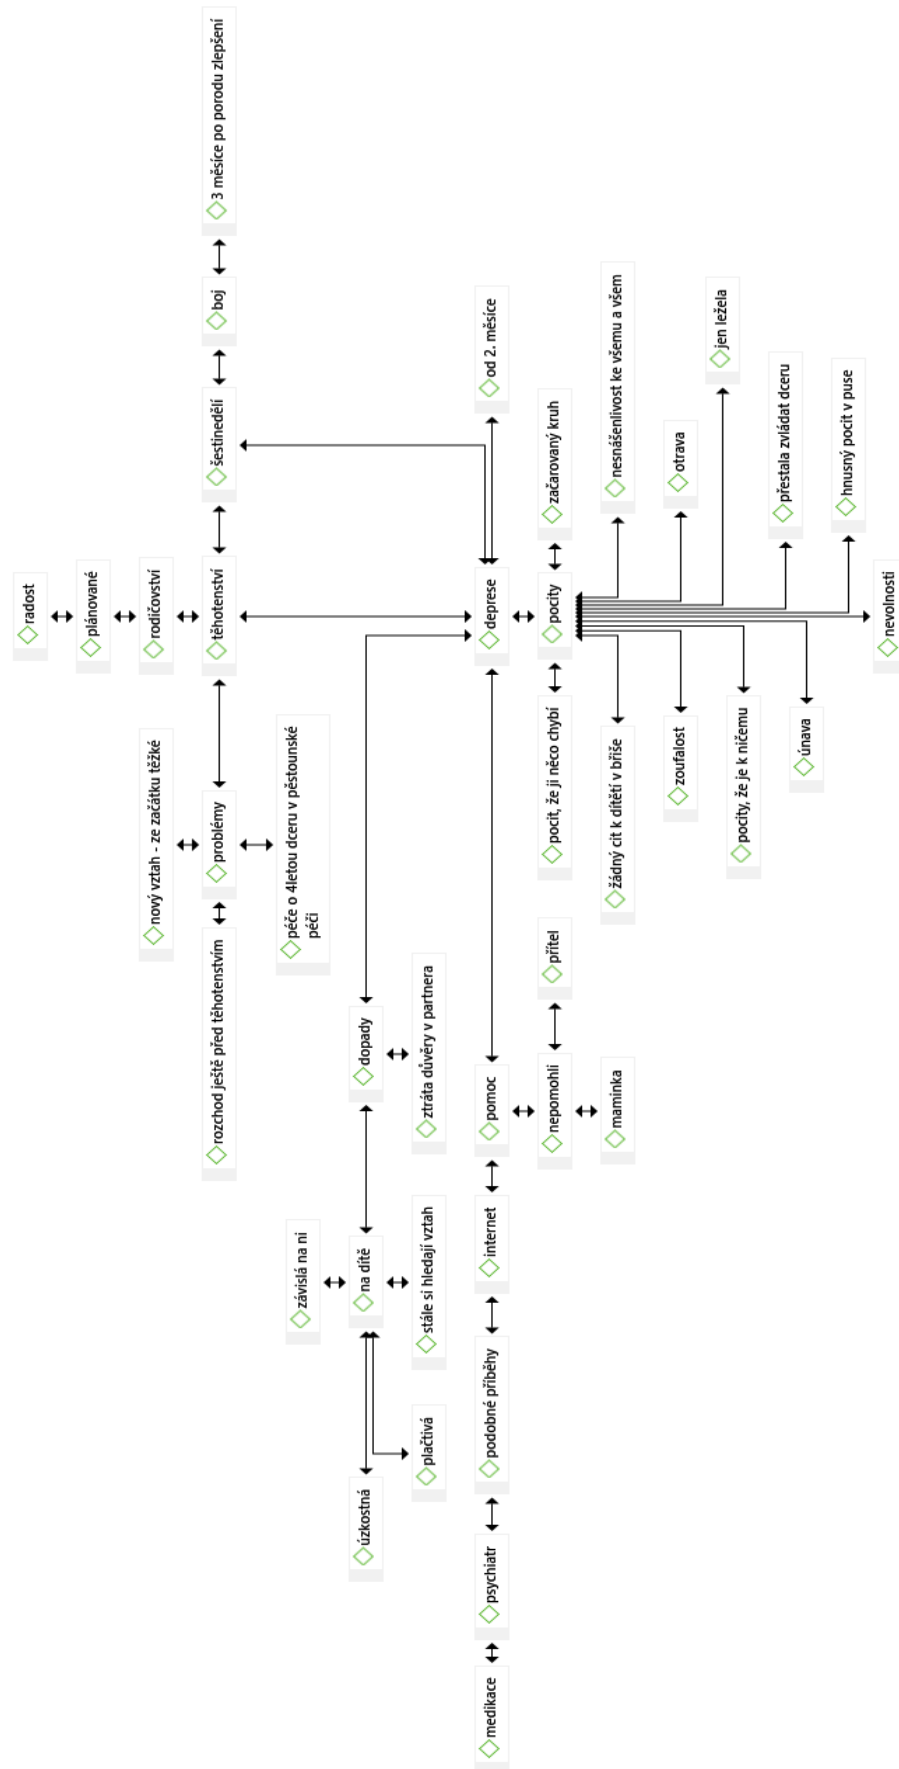 radost
plánované
nový vztah - ze začátku těžké
rodičovství
rozchod ještě před těhotenstvím
problémy
těhotenství
šestinedělí
boj
3 měsíce po porodu zlepšení
závislá na ni
péče o 4letou dceru v pěstounské
péči
úzkostná
na dítě
dopady
plačtivá
stále si hledají vztah
ztráta důvěry v partnera
medikace
psychiatr
podobné příběhy
internet
pomoc
deprese
od 2. měsíce
nepomohli
přítel
pocit, že ji něco chybí
pocity
začarovaný kruh
maminka
žádný cit k dítětí v břiše
nesnášenlivost ke všemu a všem
zoufalost
otrava
pocity, že je k ničemu
jen ležela
únava
přestala zvládat dceru
hnusný pocit v puse
nevolnosti